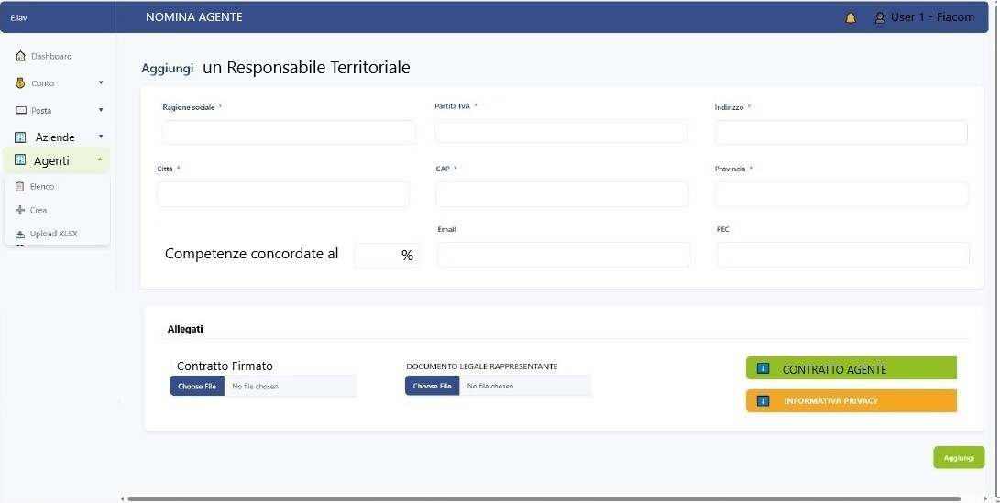 E.lav
NOMINA AGENTE
User 1 - Fiacom
Dashboard
Conto
Posta
Aziende
Agenti
Elenco
Crea
Upload XLSX
Aggiungi un Responsabile Territoriale
Ragione sociale *
Partita IVA *
Indirizzo *
Città *
CAP *
Provincia *
Competenze concordate al %
Email
PEC
Allegati
Contratto Firmato
Choose File No file chosen
DOCUMENTO LEGALE RAPPRESENTANTE
Choose File No file chosen
CONTRATTO AGENTE
INFORMATIVA PRIVACY
Aggiungi